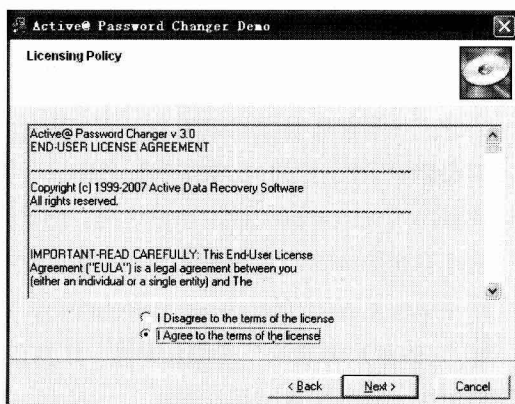 Active@ Password Changer Demo
Licensing Policy
Active@ Password Changer v 3.0
END-USER LICENSE AGREEMENT
~~~~~~~~~~~~~~~~~~~~~~~~~~~~~~~~~~~~~~~~~~~~~~~~
Copyright (c) 1999-2007 Active Data Recovery Software
All rights reserved.
~~~~~~~~~~~~~~~~~~~~~~~~~~~~~~~~~~~~~~~~~~~~~~~~
IMPORTANT-READ CAREFULLY: This End-User License
Agreement ("EULA") is a legal agreement between you
(either an individual or a single entity) and The
I Disagree to the terms of the license
I Agree to the terms of the license
< Back Next > Cancel